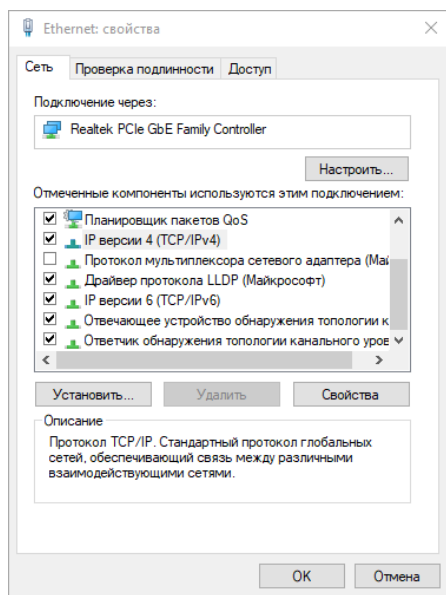 Ethernet: свойства
Сеть Проверка подлинности Доступ
Подключение через:
Realtek PCIe GbE Family Controller
Настроить...
Отмеченные компоненты используются этим подключением:
Планировщик пакетов QoS
IP версии 4 (TCP/IPv4)
Протокол мультиплексора сетевого адаптера (Май
Драйвер протокола LLDP (Майкрософт)
IP версии 6 (TCP/IPv6)
Отвечающее устройство обнаружения топологии к
Ответчик обнаружения топологии канального уров
Установить... Удалить Свойства
Описание
Протокол TCP/IP. Стандартный протокол глобальных
сетей, обеспечивающий связь между различными
взаимодействующими сетями.
OK Отмена